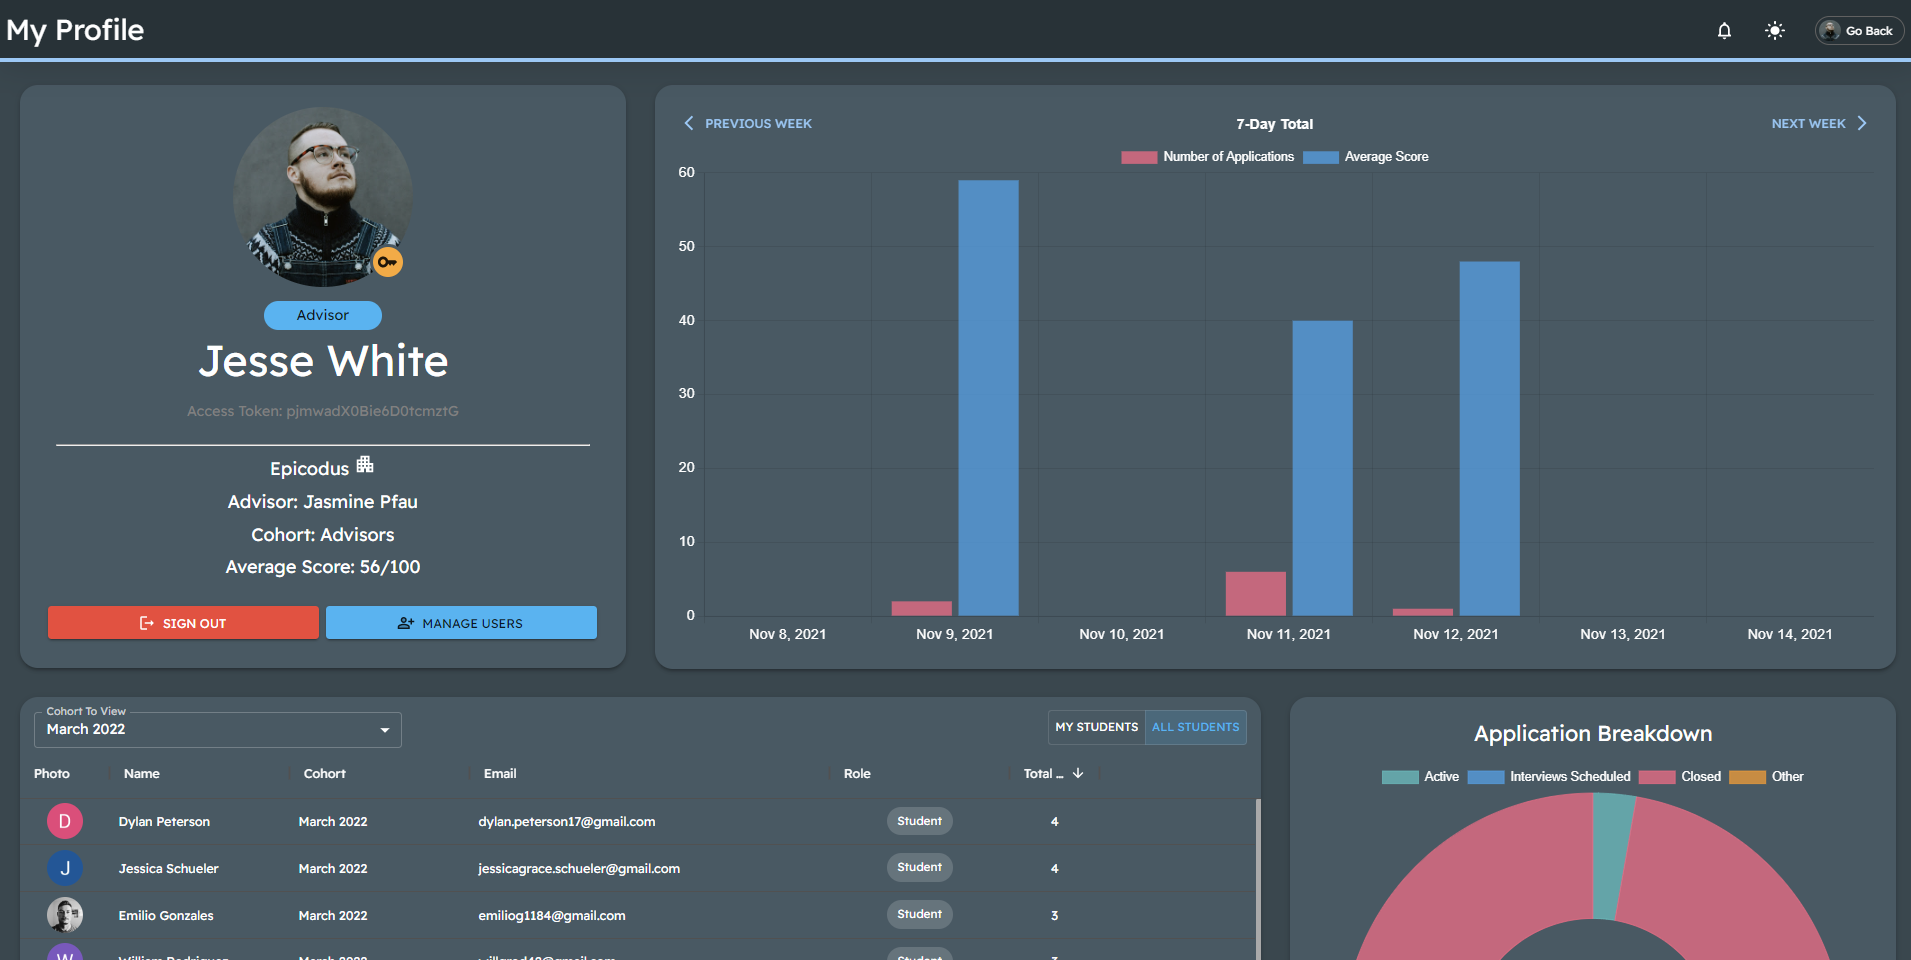 My Profile
Go Back
Advisor
Jesse White
Access Token: pjmwadX0Bie6D0tcmztG
Epicodus
Advisor: Jasmine Pfau
Cohort: Advisors
Average Score: 56/100
SIGN OUT
MANAGE USERS
PREVIOUS WEEK
7-Day Total
NEXT WEEK
Number of Applications
Average Score
60
50
40
30
20
10
0
Nov 8, 2021
Nov 9, 2021
Nov 10, 2021
Nov 11, 2021
Nov 12, 2021
Nov 13, 2021
Nov 14, 2021
Cohort To View
March 2022
MY STUDENTS
ALL STUDENTS
Photo Name Cohort Email Role Total ...
D Dylan Peterson March 2022 dylan.peterson17@gmail.com Student 4
J Jessica Schueler March 2022 jessicagrace.schueler@gmail.com Student 4
Emilio Gonzales March 2022 emiliog1184@gmail.com Student 3
W William March 2022 Student
Application Breakdown
Active
Interviews Scheduled
Closed
Other